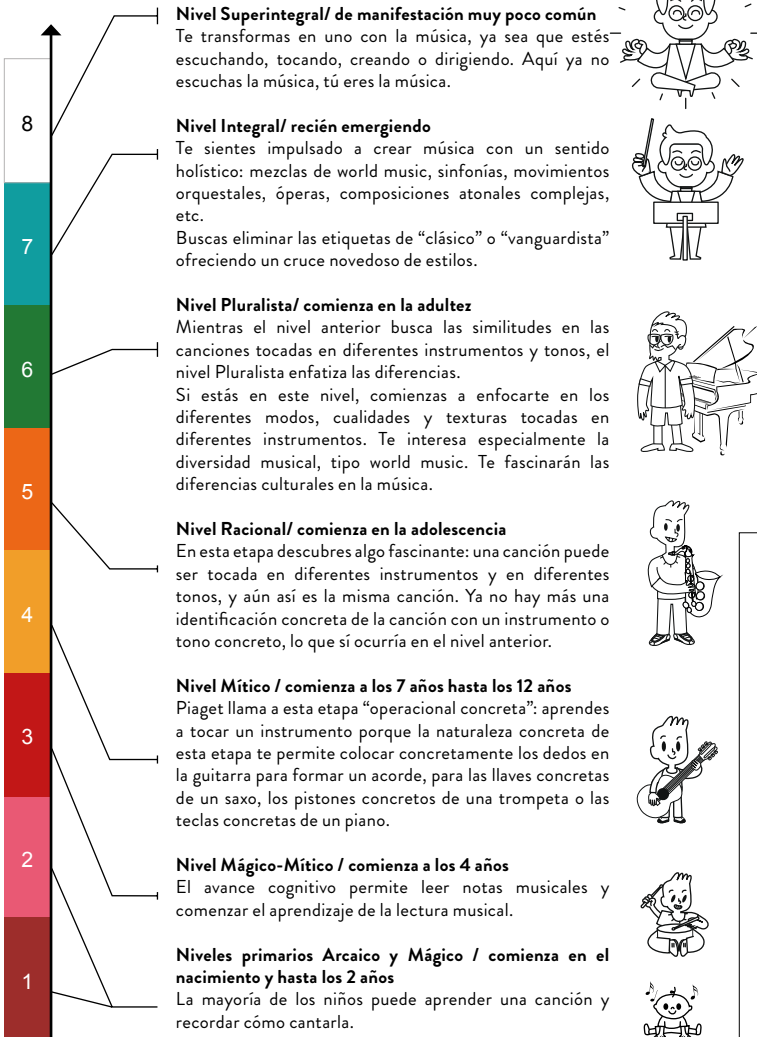 Nivel Superintegral/ de manifestación muy poco común
Te transformas en uno con la música, ya sea que estés
escuchando, tocando, creando o dirigiendo. Aquí ya no
escuchas la música, tú eres la música.
8
Nivel Integral/ recién emergiendo
Te sientes impulsado a crear música con un sentido
holístico: mezclas de world music, sinfonías, movimientos
orquestales, óperas, composiciones atonales complejas,
etc.
Buscas eliminar las etiquetas de “clásico” o “vanguardista”
ofreciendo un cruce novedoso de estilos.
7
Nivel Pluralista/ comienza en la adultez
Mientras el nivel anterior busca las similitudes en las
canciones tocadas en diferentes instrumentos y tonos, el
nivel Pluralista enfatiza las diferencias.
Si estás en este nivel, comienzas a enfocarte en los
diferentes modos, cualidades y texturas tocadas en
diferentes instrumentos. Te interesa especialmente la
diversidad musical, tipo world music. Te fascinarán las
diferencias culturales en la música.
6
Nivel Racional/ comienza en la adolescencia
En esta etapa descubres algo fascinante: una canción puede
ser tocada en diferentes instrumentos y en diferentes
tonos, y aún así es la misma canción. Ya no hay más una
identificación concreta de la canción con un instrumento o
tono concreto, lo que sí ocurría en el nivel anterior.
5
Nivel Mítico / comienza a los 7 años hasta los 12 años
Piaget llama a esta etapa “operacional concreta”: aprendes
a tocar un instrumento porque la naturaleza concreta de
esta etapa te permite colocar concretamente los dedos en
la guitarra para formar un acorde, para las llaves concretas
de un saxo, los pistones concretos de una trompeta o las
teclas concretas de un piano.
4
Nivel Mágico-Mítico / comienza a los 4 años
El avance cognitivo permite leer notas musicales y
comenzar el aprendizaje de la lectura musical.
3
Niveles primarios Arcaico y Mágico / comienza en el
nacimiento y hasta los 2 años
La mayoría de los niños puede aprender una canción y
recordar cómo cantarla.
2
1